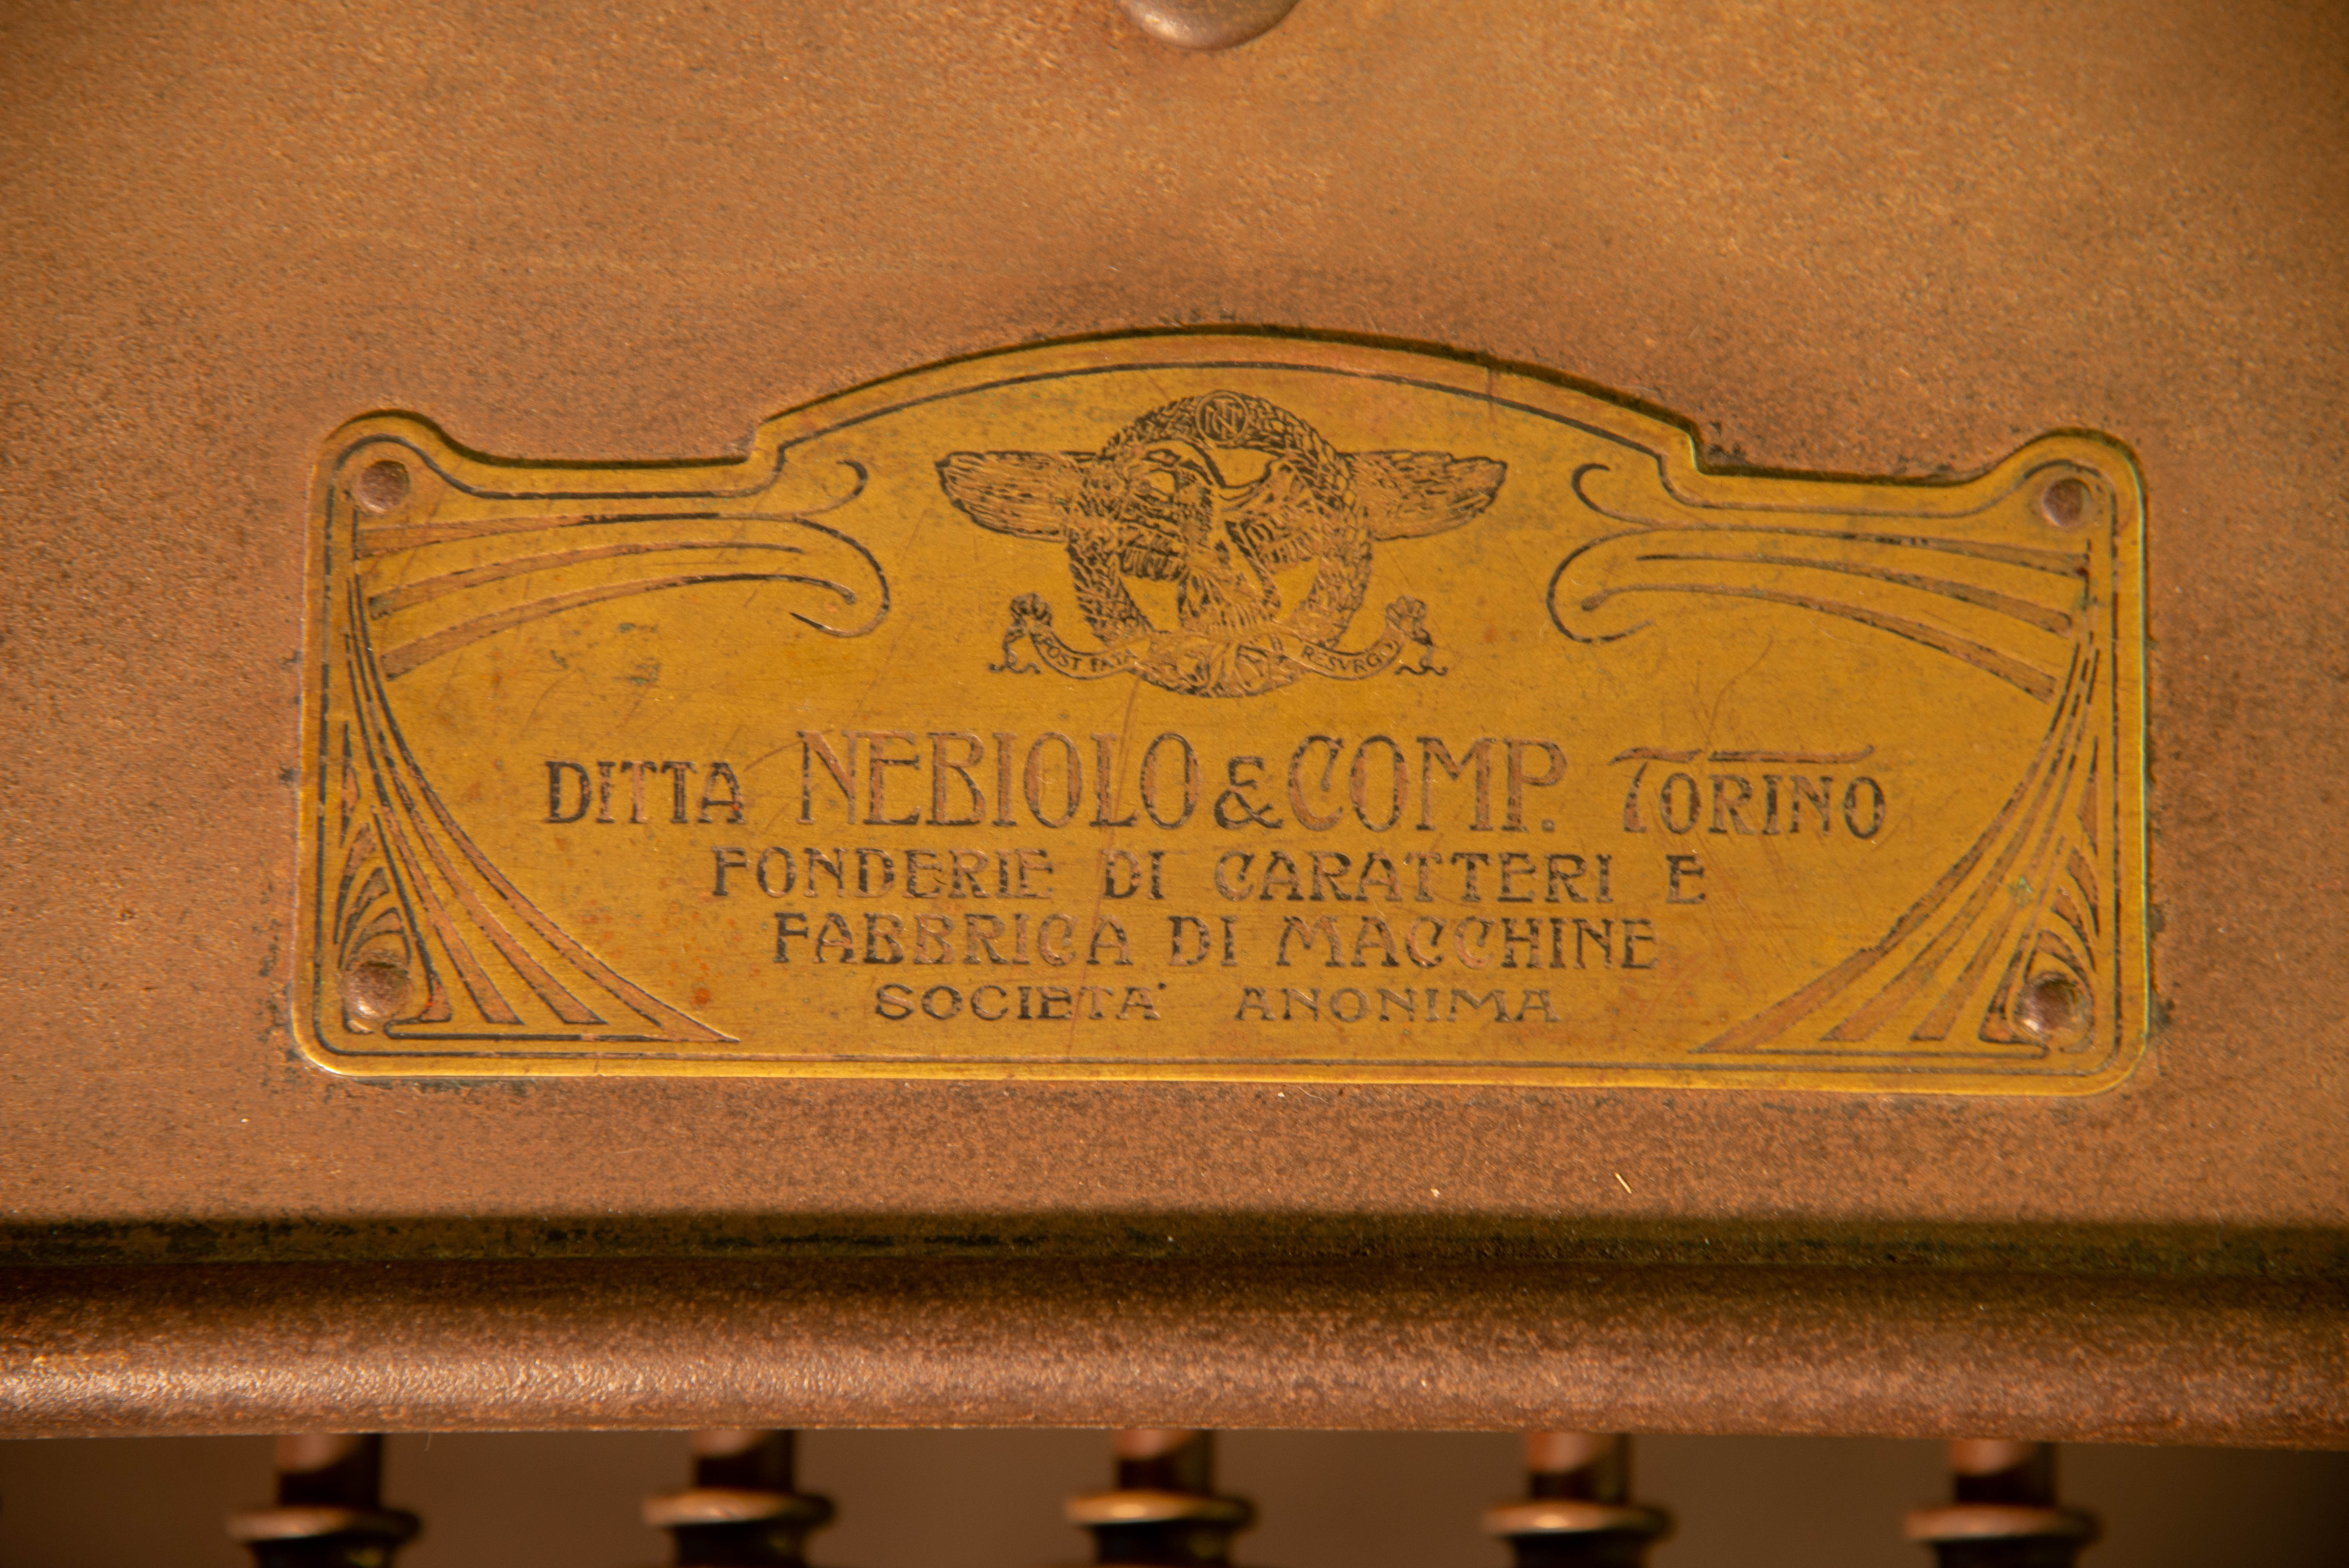 N
POST FATA RESVRGO
DITTA NEBIOLO & COMP. TORINO
FONDERIE DI CARATTERI E
FABBRICA DI MACCHINE
SOCIETA' ANONIMA